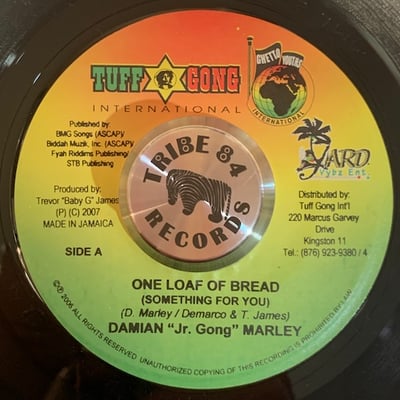 TUFF GONG
INTERNATIONAL
GHETTO YOUTHS
INTERNATIONAL
YARD
Vybz Ent.
Published by:
BMG Songs (ASCAP)/
Biddah Muzik, Inc. (ASCAP)/
Fyah Riddims Publishing/
STB Publishing
Produced by:
Trevor "Baby G" James
(P) (C) 2007
MADE IN JAMAICA
SIDE A
TRIBE 84
RECORDS
Distributed by:
Tuff Gong Int'l
220 Marcus Garvey
Drive
Kingston 11
Tel.: (876) 923-9380 / 4
ONE LOAF OF BREAD
(SOMETHING FOR YOU)
(D. Marley / Demarco & T. James)
DAMIAN "Jr. Gong" MARLEY
ALL RIGHTS RESERVED. UNAUTHORIZED COPYING OF THIS RECORDING IS PROHIBITED BY LAW